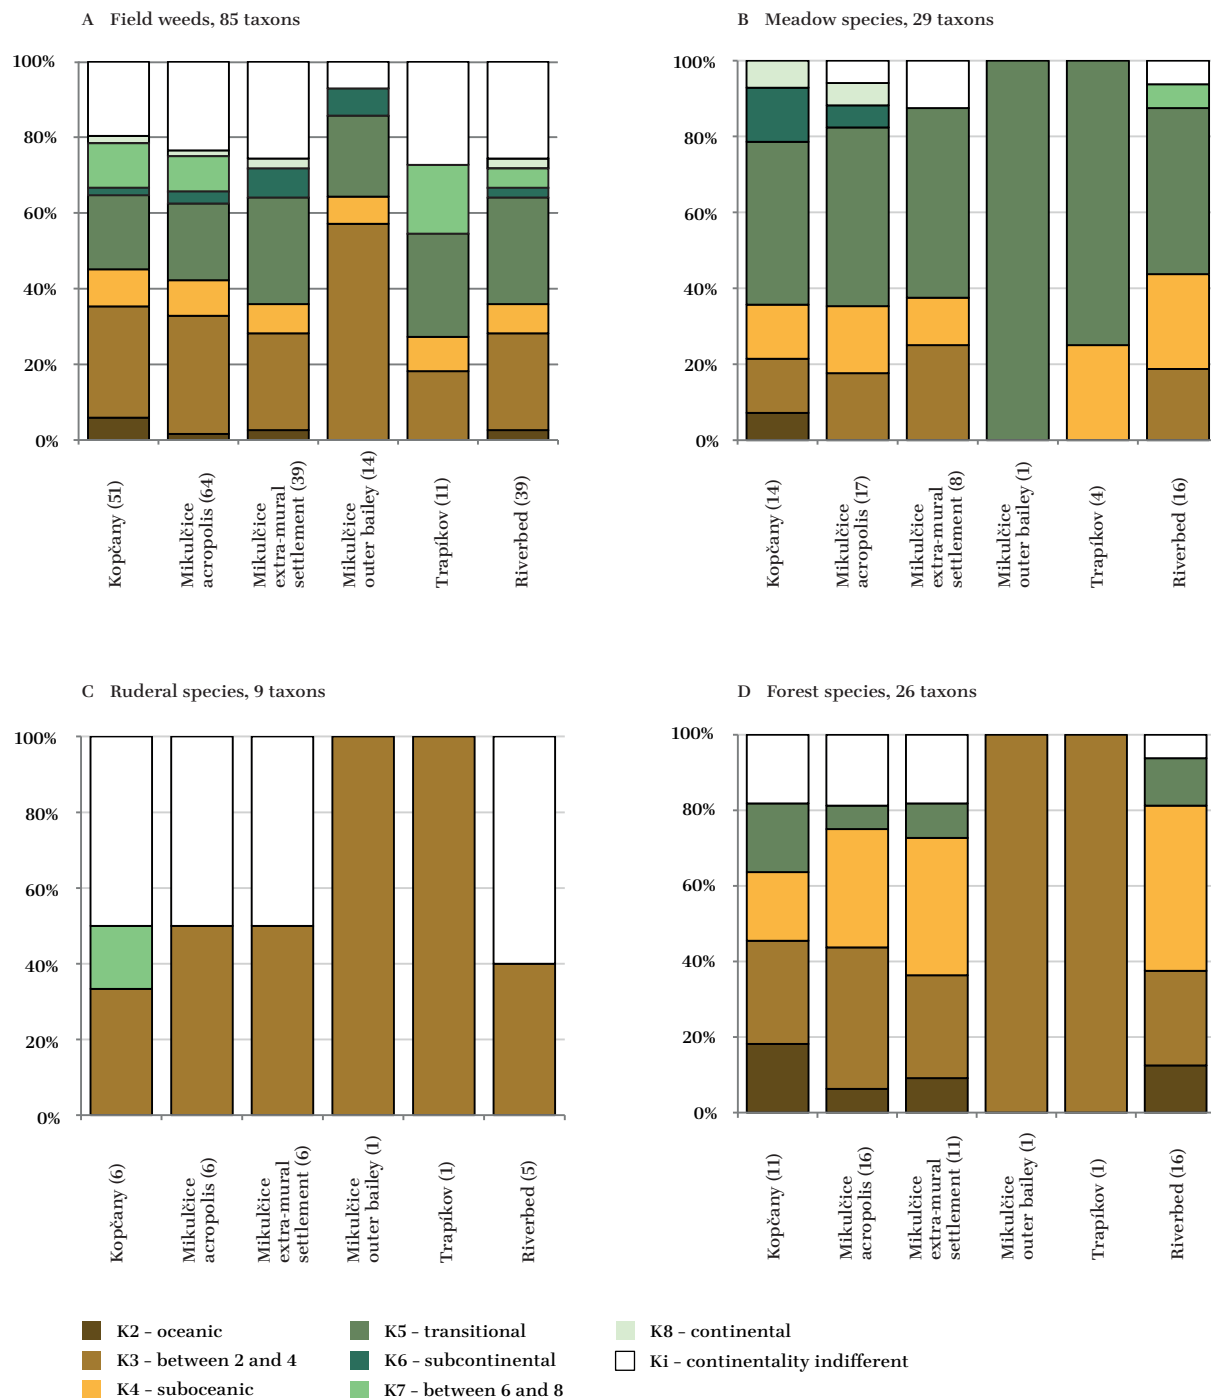 A Field weeds, 85 taxons
100%
80%
60%
40%
20%
0%
Kopčany (51)
Mikulčice
acropolis (64)
Mikulčice
extra-mural
settlement (39)
Mikulčice
outer bailey (14)
Trapíkov (11)
Riverbed (39)
B Meadow species, 29 taxons
100%
80%
60%
40%
20%
0%
Kopčany (14)
Mikulčice
acropolis (17)
Mikulčice
extra-mural
settlement (8)
Mikulčice
outer bailey (1)
Trapíkov (4)
Riverbed (16)
C Ruderal species, 9 taxons
100%
80%
60%
40%
20%
0%
Kopčany (6)
Mikulčice
acropolis (6)
Mikulčice
extra-mural
settlement (6)
Mikulčice
outer bailey (1)
Trapíkov (1)
Riverbed (5)
D Forest species, 26 taxons
100%
80%
60%
40%
20%
0%
Kopčany (11)
Mikulčice
acropolis (16)
Mikulčice
extra-mural
settlement (11)
Mikulčice
outer bailey (1)
Trapíkov (1)
Riverbed (16)
K2 – oceanic
K3 – between 2 and 4
K4 – suboceanic
K5 – transitional
K6 – subcontinental
K7 – between 6 and 8
K8 – continental
Ki – continentality indifferent